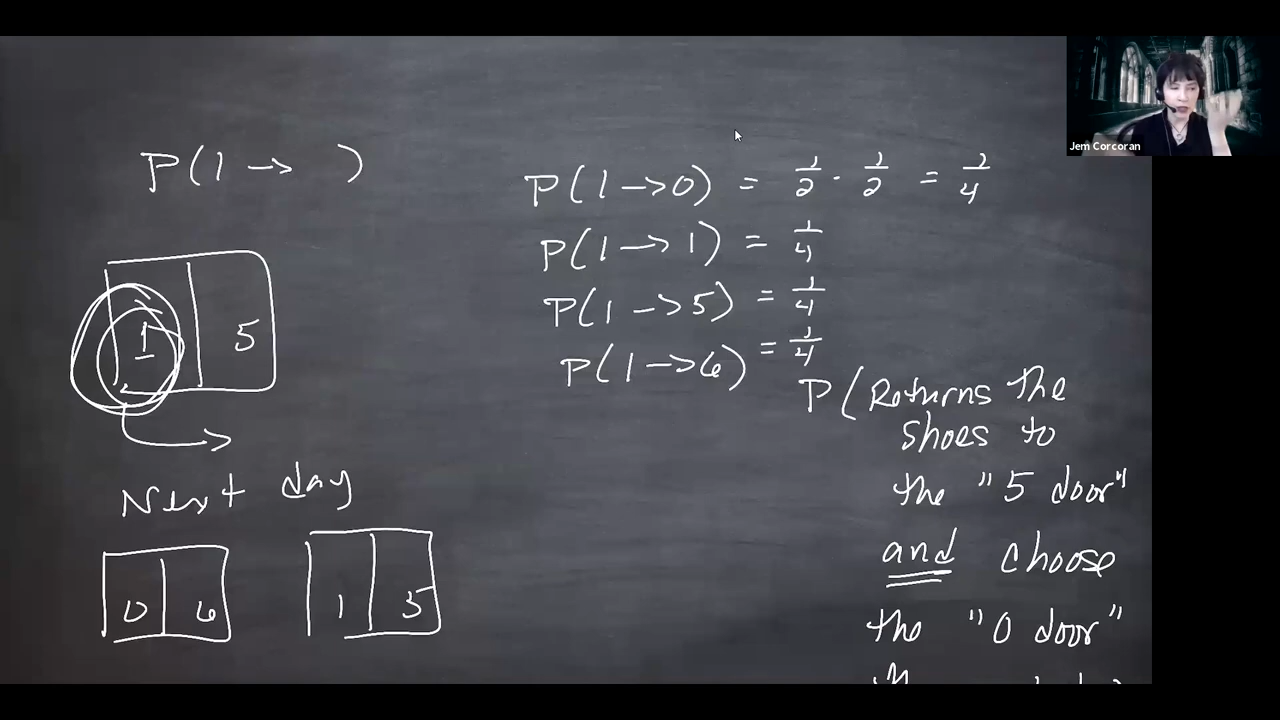 P(1 → )
1 5
Next day
0 6 1 5
P(1→0) = 1/2 · 1/2 = 1/4
P(1→1) = 1/4
P(1→5) = 1/4
P(1→6) = 1/4
P(Returns the
shoes to
the "5 door"
and choose
the "0 door"
Jem Corcoran